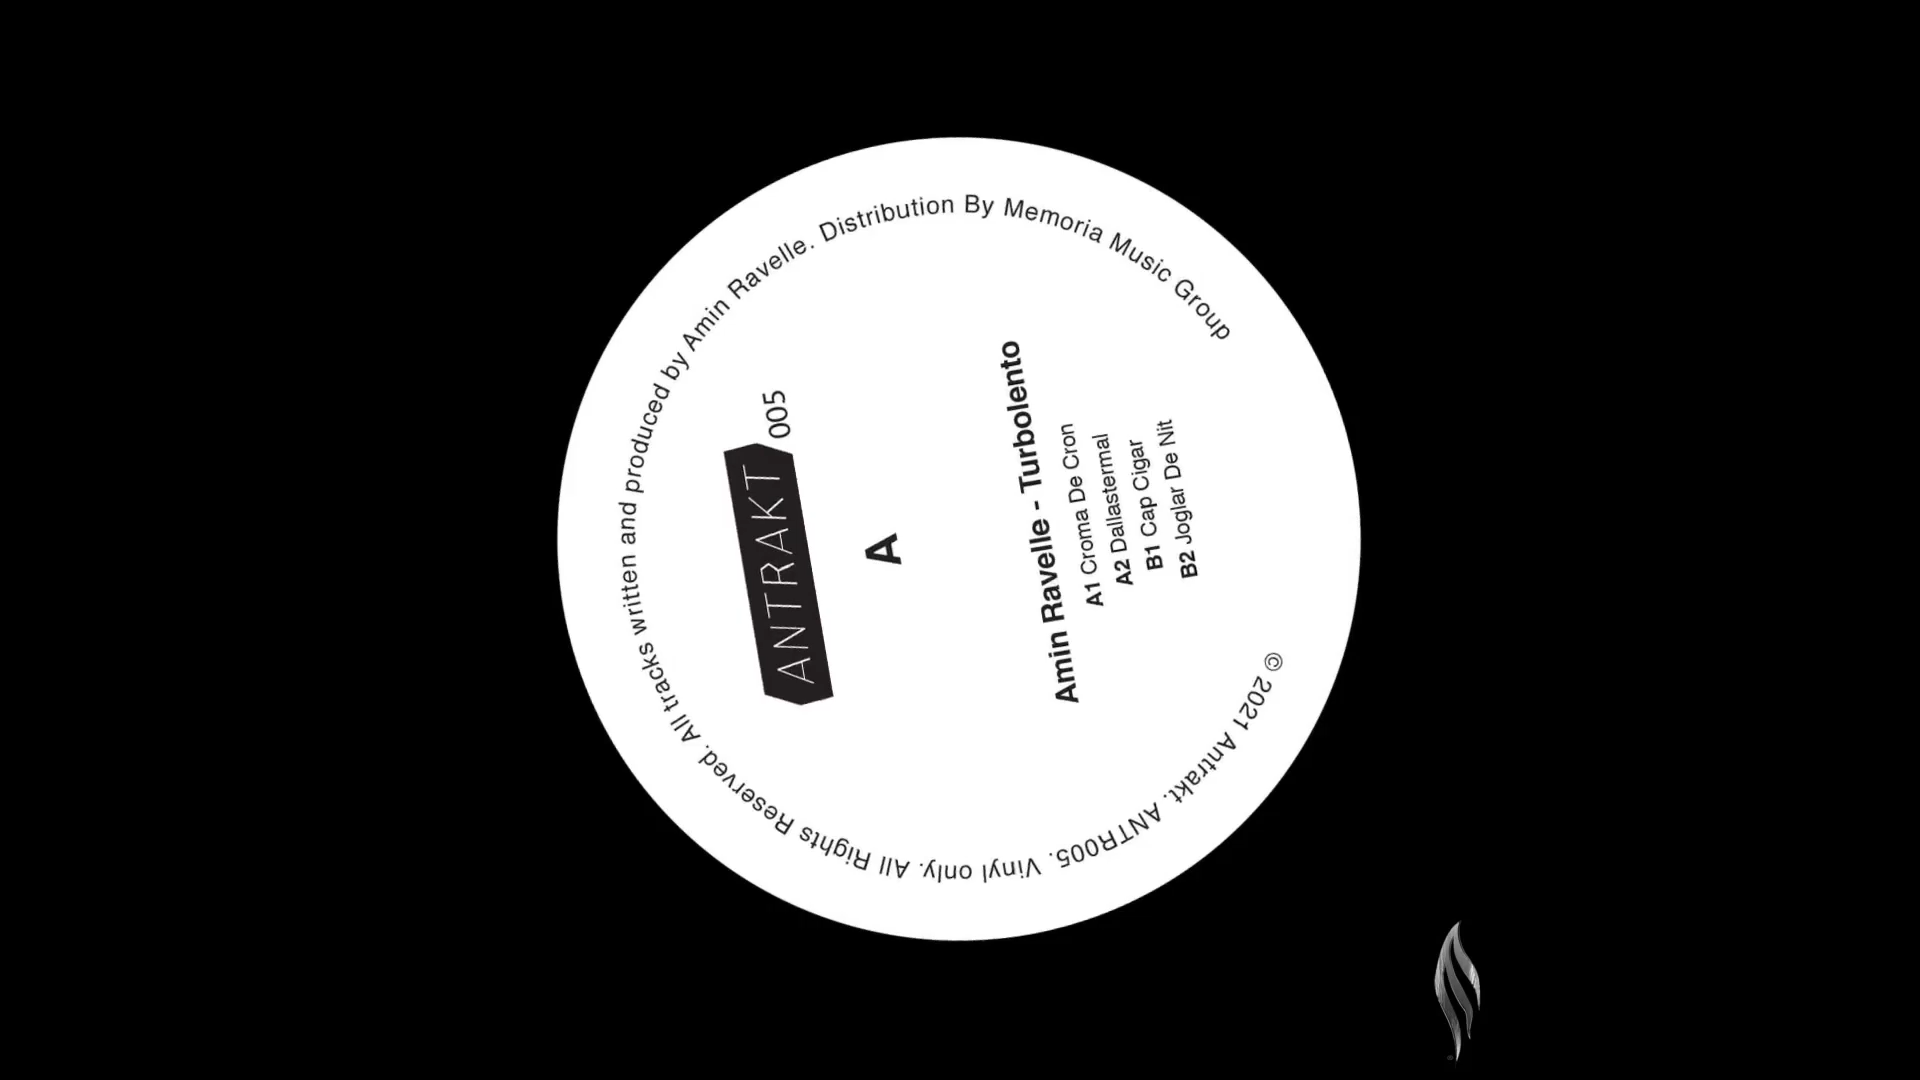 ANTRAKT 005
A
Amin Ravelle - Turbolento
A1 Croma De Cron
A2 Dallastermal
B1 Cap Cigar
B2 Joglar De Nit
© 2021 Antrakt. ANTR005. Vinyl only. All Rights Reserved. All tracks written and produced by Amin Ravelle. Distribution By Memoria Music Group